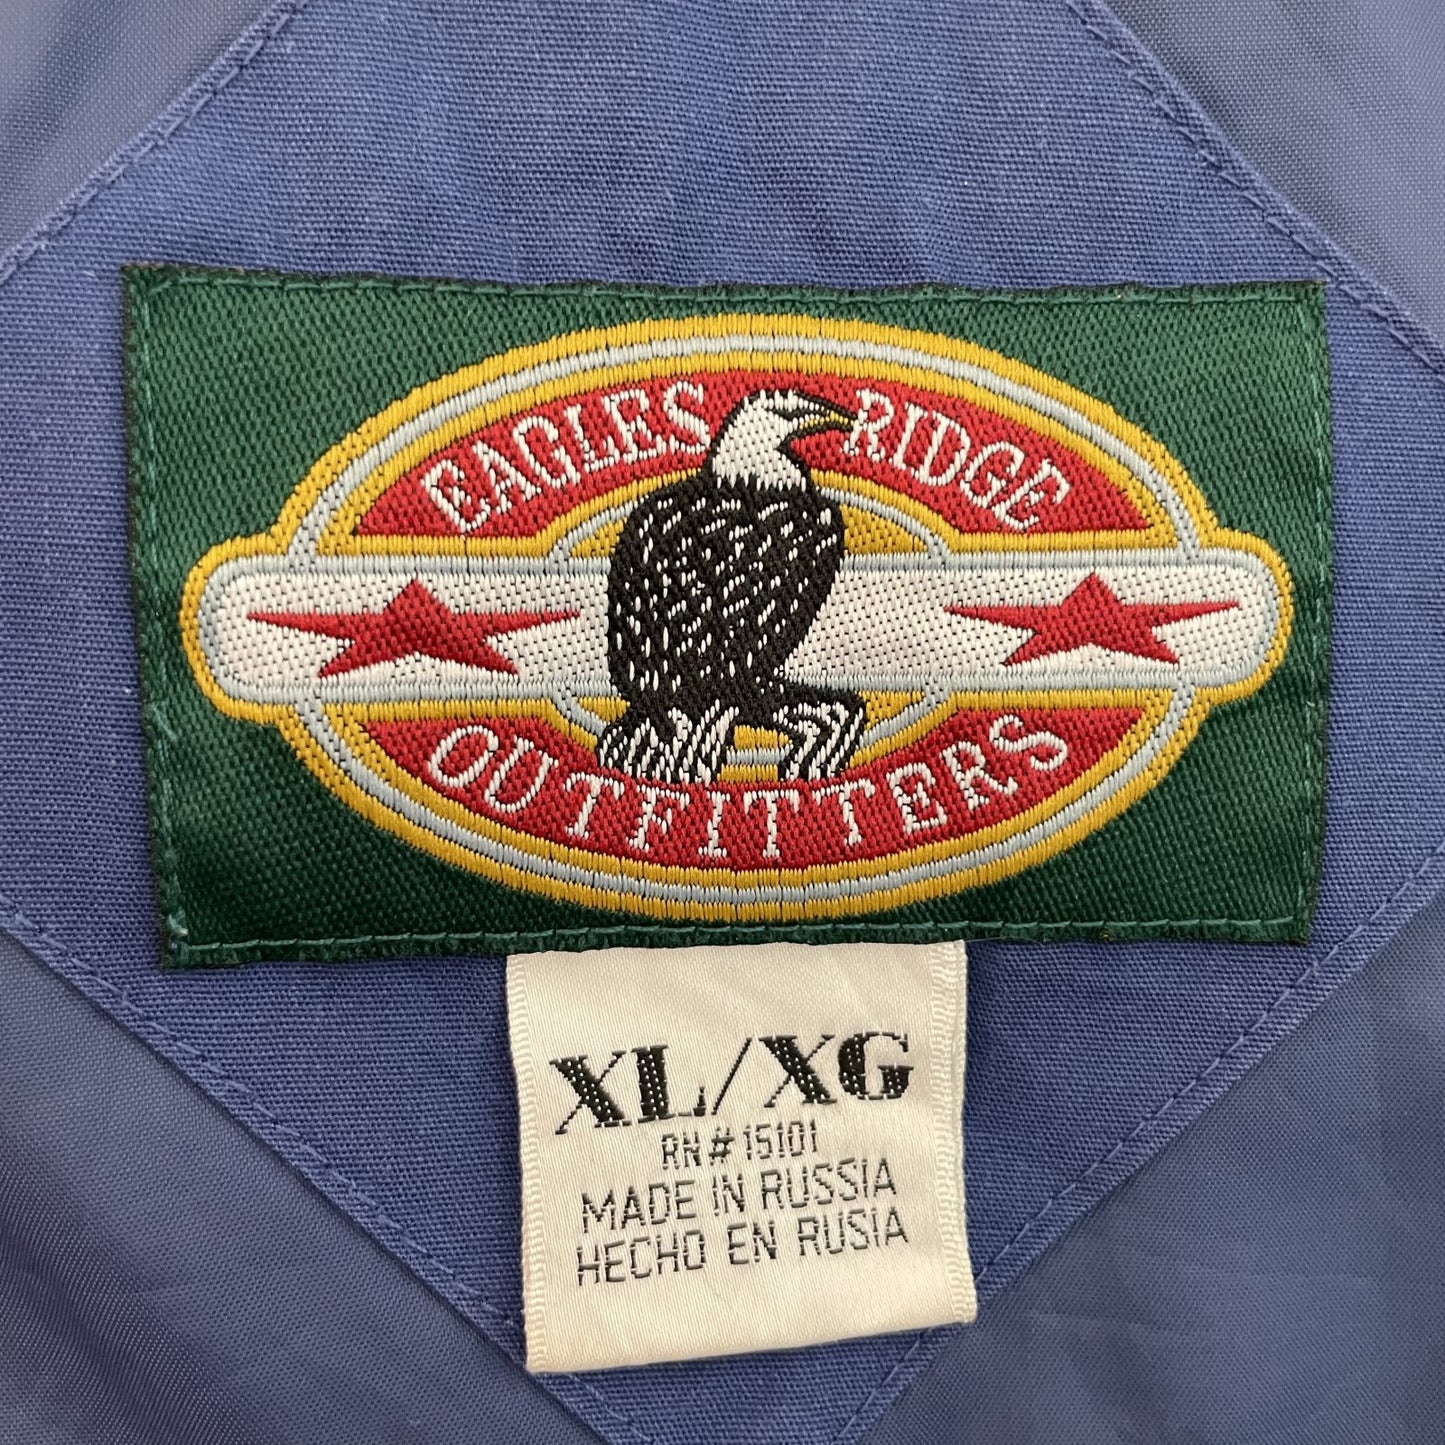 EAGLES RIDGE
OUTFITTERS
XL/XG
RN# 15101
MADE IN RUSSIA
HECHO EN RUSIA